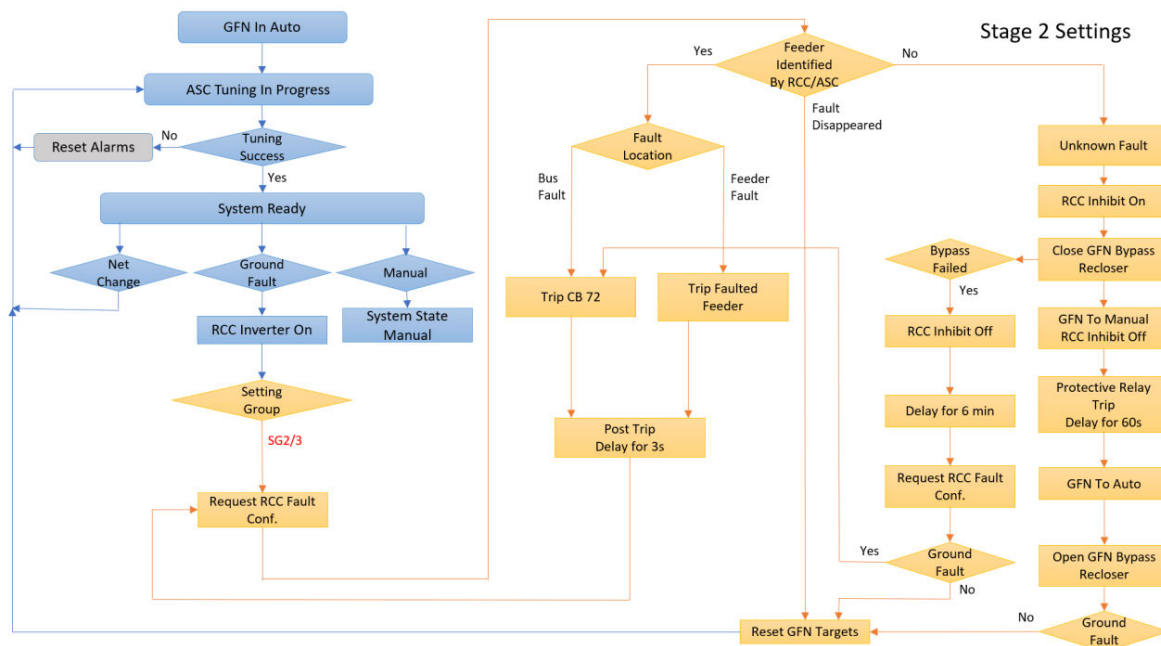 Stage 2 Settings
GFN In Auto
ASC Tuning In Progress
Reset Alarms
No
Tuning
Success
Yes
System Ready
Net
Change
Ground
Fault
Manual
RCC Inverter On
System State
Manual
Setting
Group
SG2/3
Request RCC Fault
Conf.
Yes
Feeder
Identified
By RCC/ASC
No
Fault
Disappeared
Fault
Location
Bus
Fault
Feeder
Fault
Trip CB 72
Trip Faulted
Feeder
Post Trip
Delay for 3s
Unknown Fault
RCC Inhibit On
Bypass
Failed
Close GFN Bypass
Recloser
Yes
RCC Inhibit Off
GFN To Manual
RCC Inhibit Off
Delay for 6 min
Protective Relay
Trip
Delay for 60s
Request RCC Fault
Conf.
GFN To Auto
Yes
Ground
Fault
No
Open GFN Bypass
Recloser
Reset GFN Targets
No
Ground
Fault